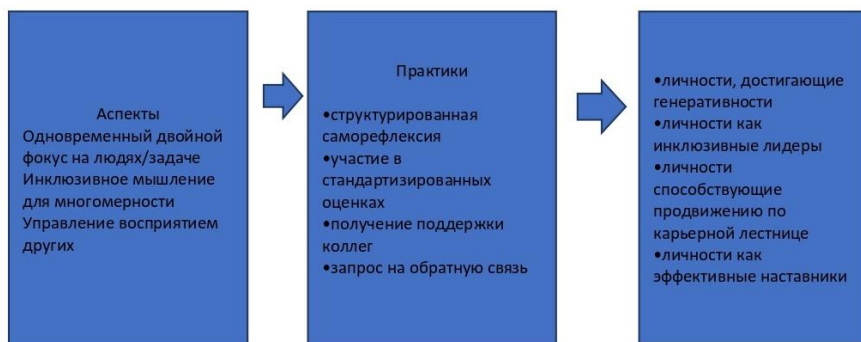 Аспекты
Одновременный двойной
фокус на людях/задаче
Инклюзивное мышление
для многомерности
Управление восприятием
других
Практики
•структурированная
саморефлексия
•участие в
стандартизированных
оценках
•получение поддержки
коллег
•запрос на обратную связь
•личности, достигающие
генеративности
•личности как
инклюзивные лидеры
•личности
способствующие
продвижению по
карьерной лестнице
•личности как
эффективные наставники